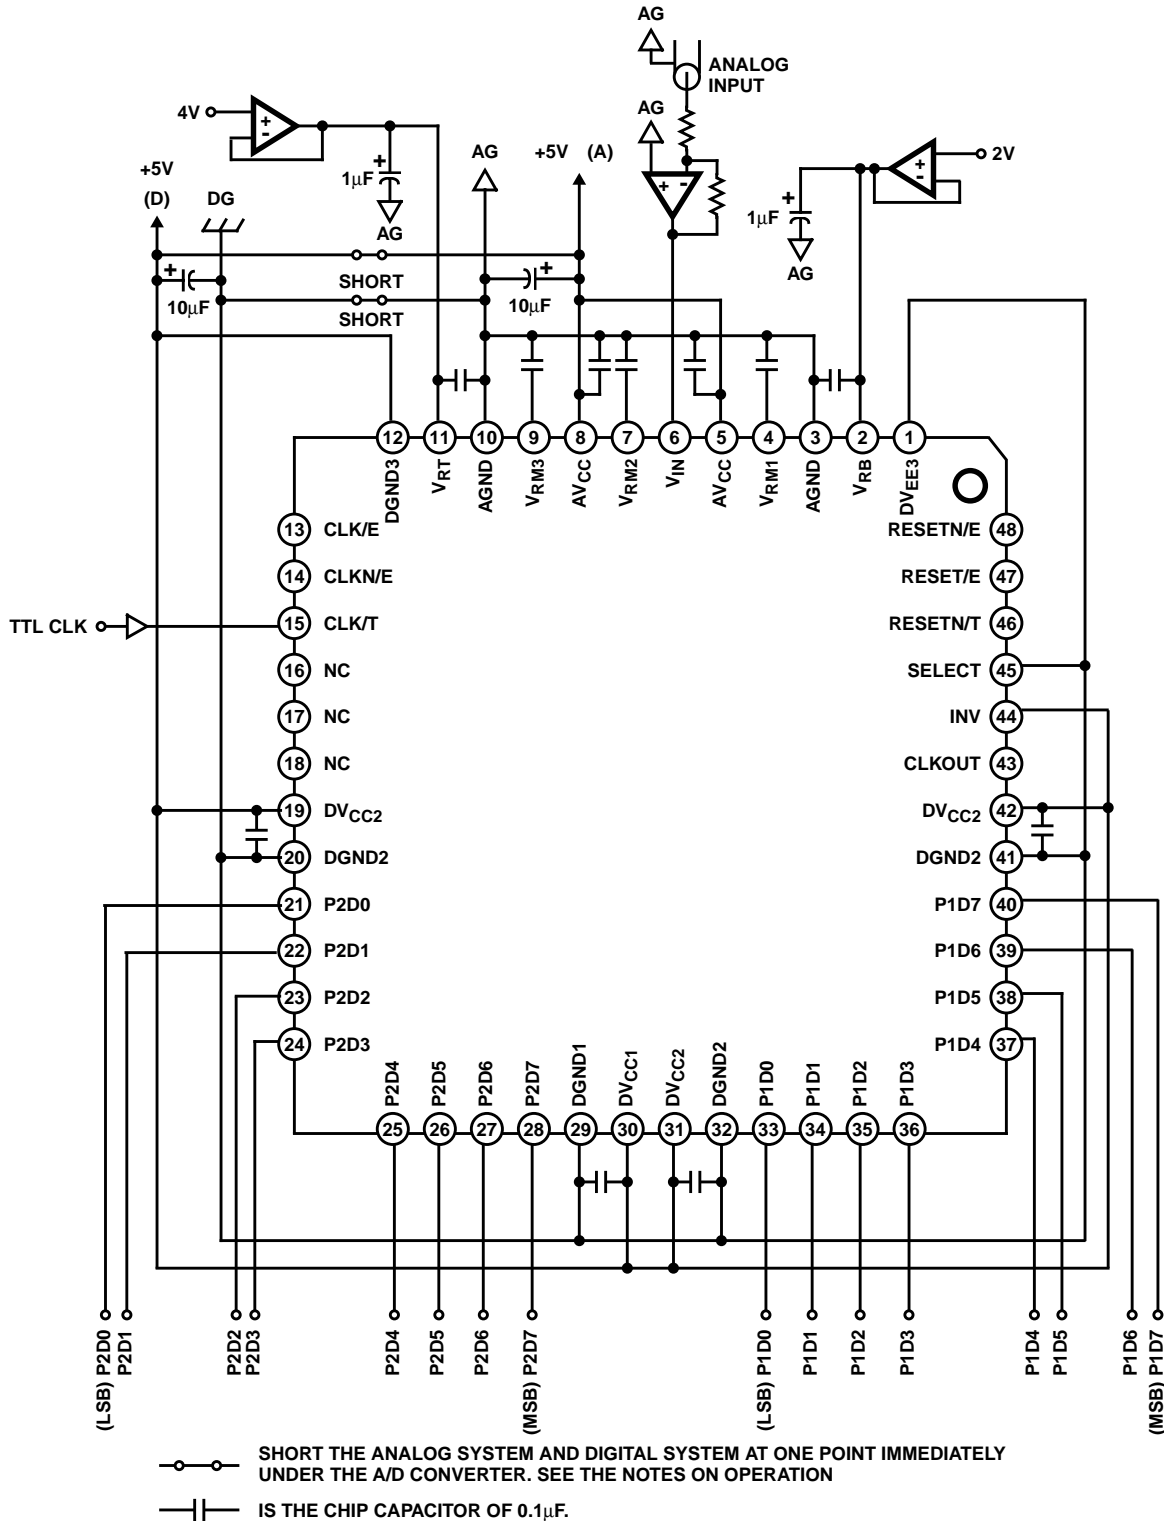 AG
ANALOG
INPUT
4V
AG
2V
+5V
(D)
DG
1μF
AG
AG
+5V (A)
1μF
AG
SHORT
10μF
SHORT
10μF
+
-
+
-
+
-
+
+
+
+
12
11
10
9
8
7
6
5
4
3
2
1
DGND3
VRT
AGND
VRM3
AVCC
VRM2
VIN
AVCC
VRM1
AGND
VRB
DVEE3
13 CLK/E
RESETN/E 48
14 CLKN/E
RESET/E 47
TTL CLK
15 CLK/T
RESETN/T 46
16 NC
SELECT 45
17 NC
INV 44
18 NC
CLKOUT 43
19 DVCC2
DVCC2 42
20 DGND2
DGND2 41
21 P2D0
P1D7 40
22 P2D1
P1D6 39
23 P2D2
P1D5 38
24 P2D3
P1D4 37
P2D4
P2D5
P2D6
P2D7
DGND1
DVCC1
DVCC2
DGND2
P1D0
P1D1
P1D2
P1D3
25
26
27
28
29
30
31
32
33
34
35
36
(LSB) P2D0
P2D1
P2D2
P2D3
P2D4
P2D5
P2D6
(MSB) P2D7
(LSB) P1D0
P1D1
P1D2
P1D3
P1D4
P1D5
P1D6
(MSB) P1D7
SHORT THE ANALOG SYSTEM AND DIGITAL SYSTEM AT ONE POINT IMMEDIATELY
UNDER THE A/D CONVERTER. SEE THE NOTES ON OPERATION
IS THE CHIP CAPACITOR OF 0.1μF.